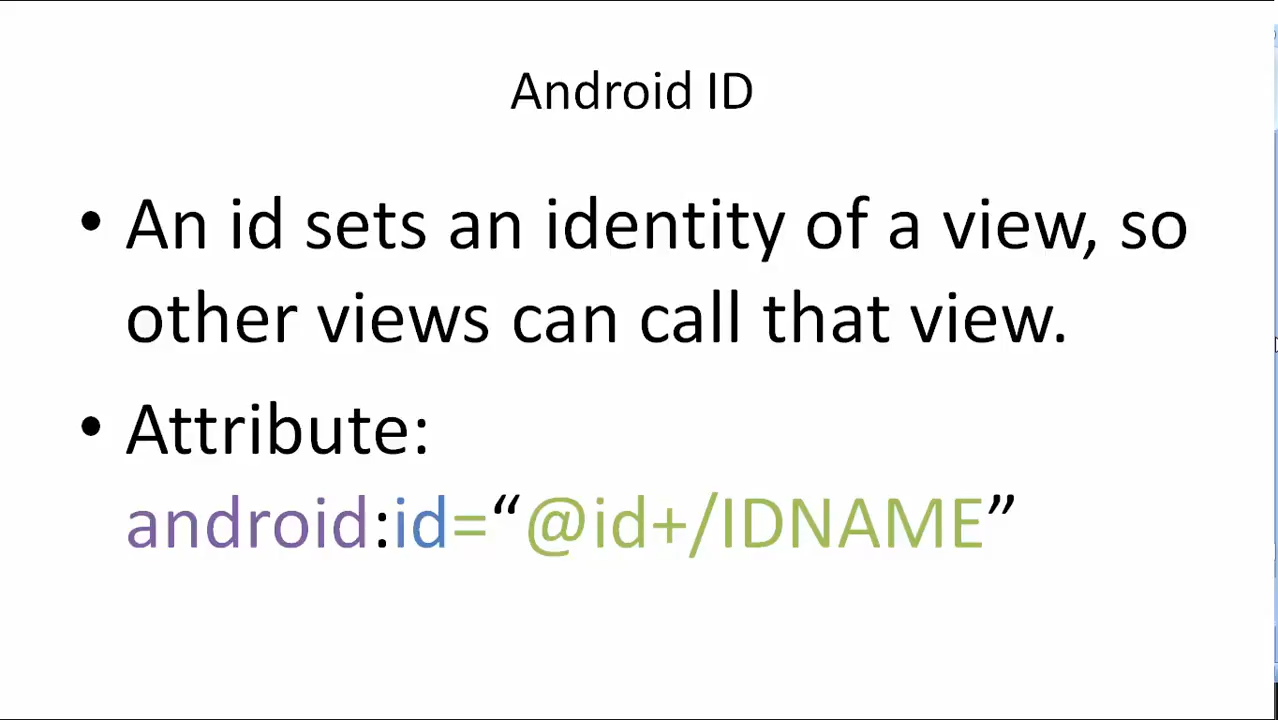 Android ID
• An id sets an identity of a view, so
other views can call that view.
• Attribute:
android:id=“@id+/IDNAME”